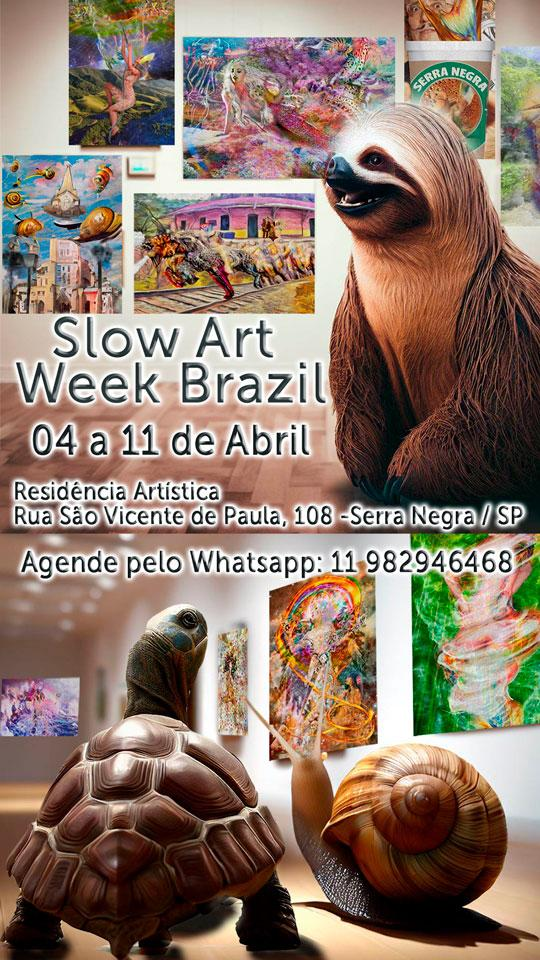 SERRA NEGRA
Slow Art
Week Brazil
04 a 11 de Abril
Residência Artística
Rua Sâo Vicente de Paula, 108 -Serra Negra / SP
Agende pelo Whatsapp: 11 982946468